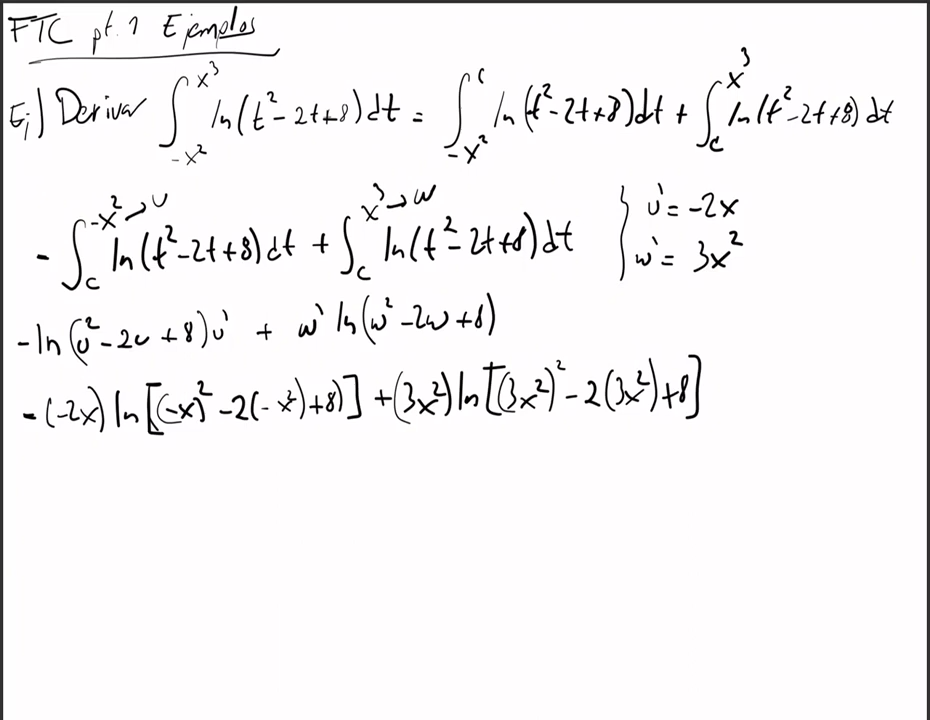 FTC pt. 1 Ejemplos
Ej) Derivar ∫_{-x²}^{x³} ln(t²-2t+8)dt = ∫_{-x²}^{c} ln(t²-2t+8)dt + ∫_{c}^{x³} ln(t²-2t+8)dt
-∫_{c}^{-x²→u} ln(t²-2t+8)dt + ∫_{c}^{x³→w} ln(t²-2t+8)dt { u' = -2x
{ w' = 3x²
-ln(u²-2u+8)u' + w' ln(w²-2w+8)
-(-2x) ln[(-x)²-2(-x²)+8)] + (3x²) ln[(3x²)²-2(3x²)+8]